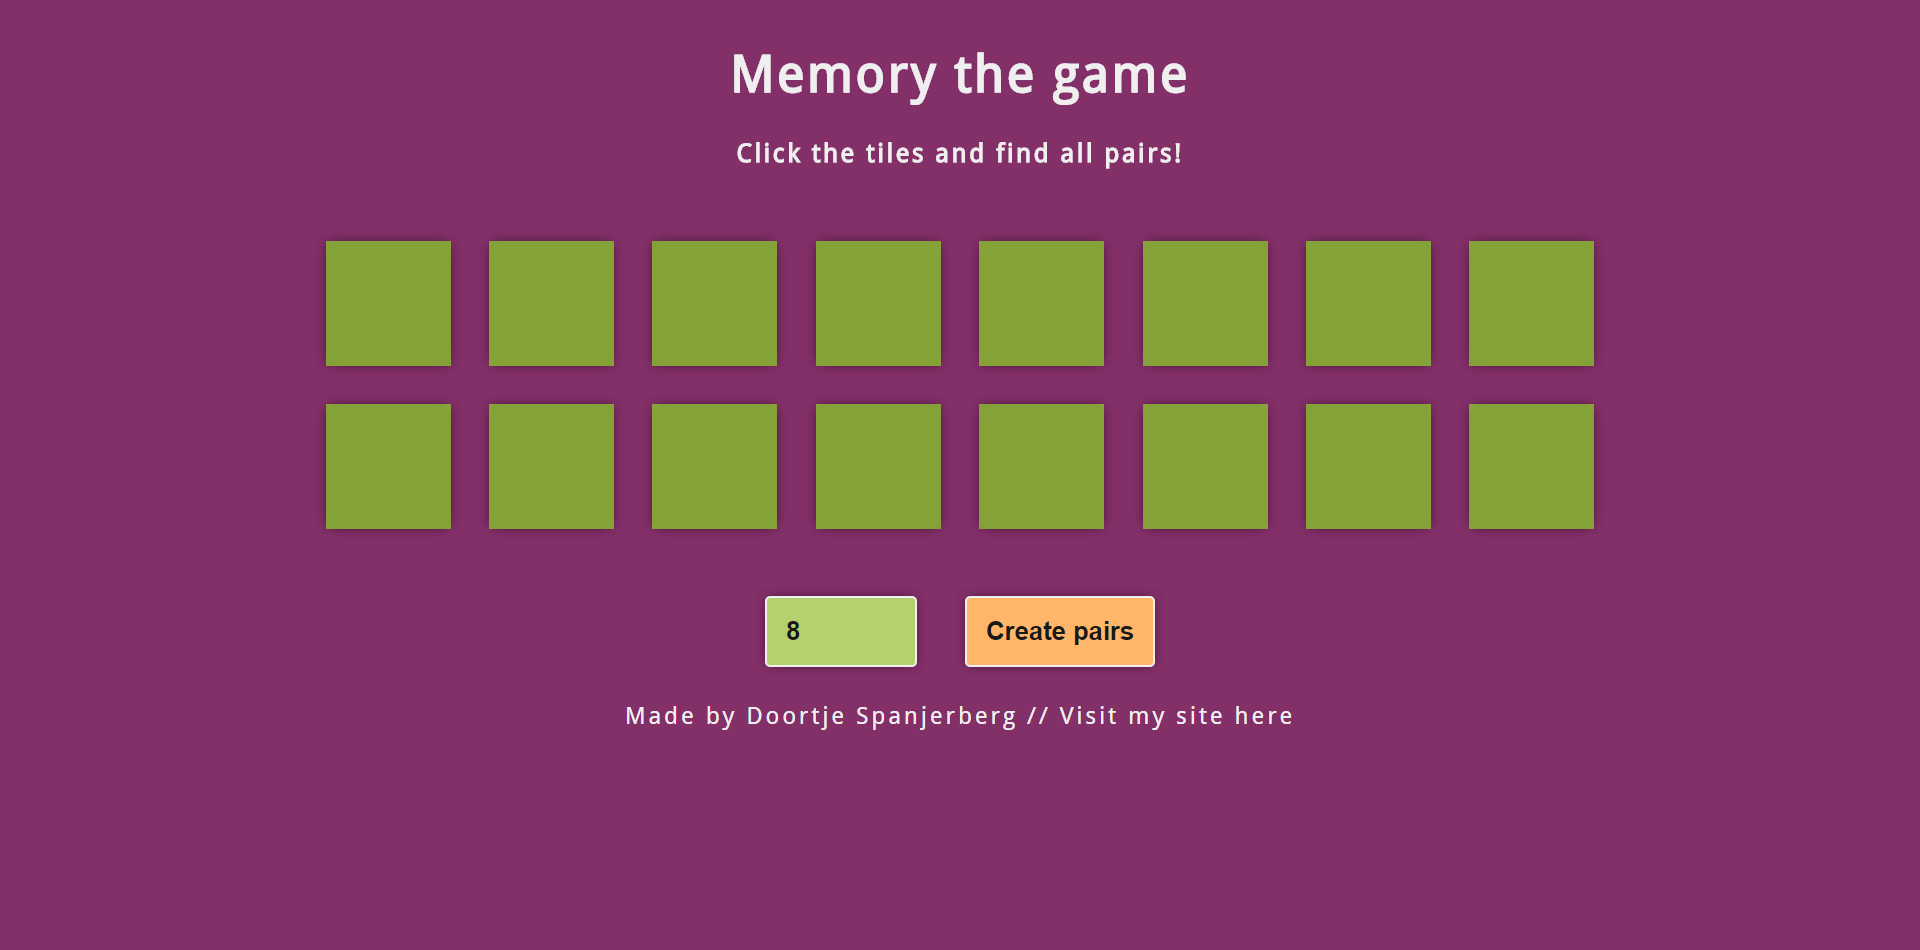 Memory the game
Click the tiles and find all pairs!
8
Create pairs
Made by Doortje Spanjerberg // Visit my site here